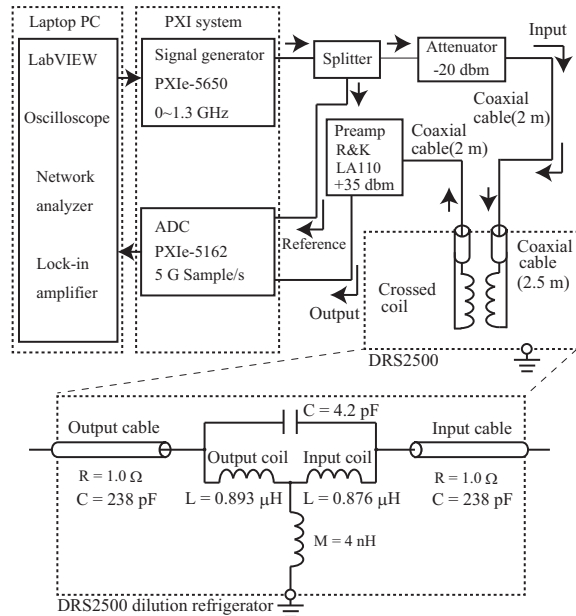 Laptop PC
LabVIEW
Oscilloscope
Network
analyzer
Lock-in
amplifier
PXI system
Signal generator
PXIe-5650
0~1.3 GHz
ADC
PXIe-5162
5 G Sample/s
Splitter
Attenuator
-20 dbm
Input
Preamp
R&K
LA110
+35 dbm
Coaxial
cable(2 m)
Coaxial
cable(2 m)
Reference
Output
Crossed
coil
Coaxial
cable
(2.5 m)
DRS2500
Output cable
R = 1.0 Ω
C = 238 pF
C = 4.2 pF
Output coil
L = 0.893 μH
Input coil
L = 0.876 μH
M = 4 nH
Input cable
R = 1.0 Ω
C = 238 pF
DRS2500 dilution refrigerator